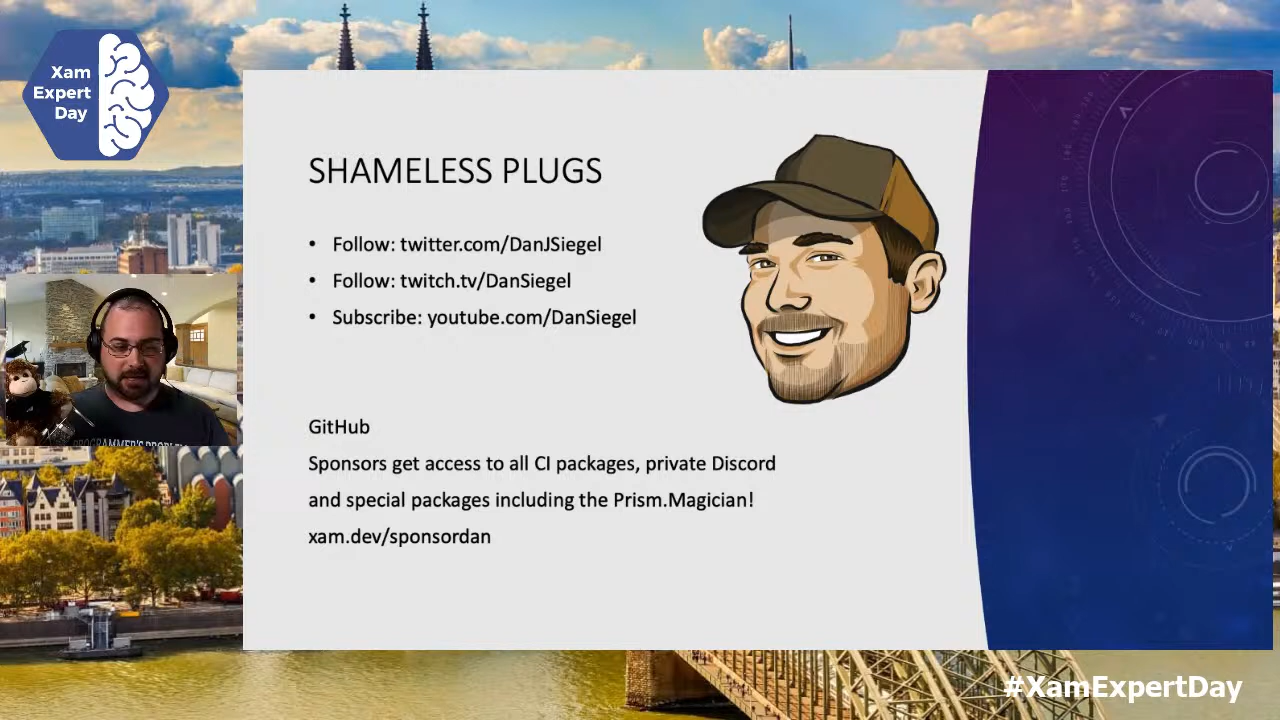 Xam
Expert
Day
SHAMELESS PLUGS
• Follow: twitter.com/DanJSiegel
• Follow: twitch.tv/DanSiegel
• Subscribe: youtube.com/DanSiegel
GitHub
Sponsors get access to all CI packages, private Discord
and special packages including the Prism.Magician!
xam.dev/sponsordan
#XamExpertDay